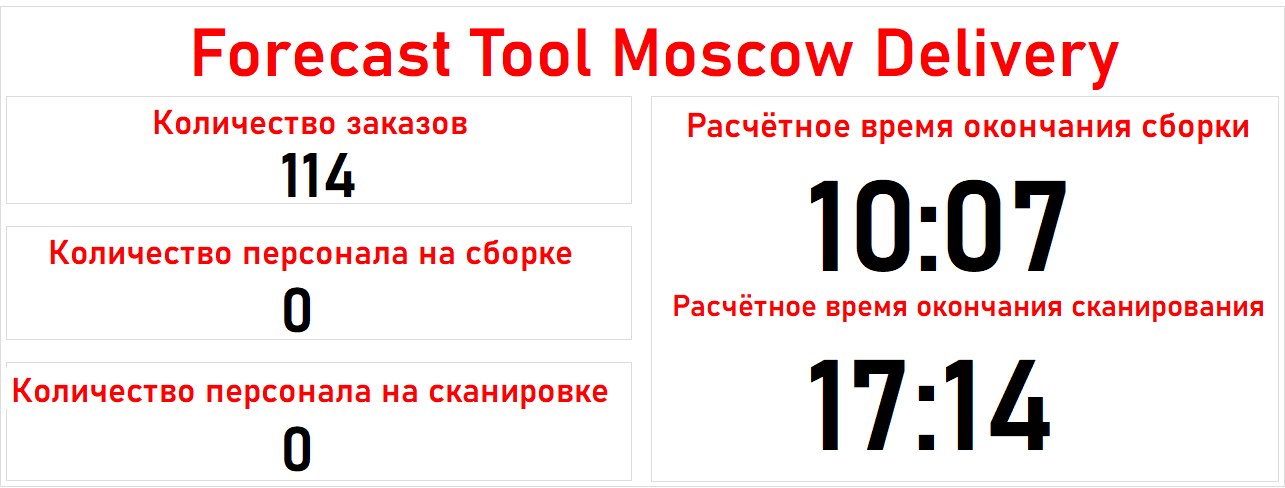 Forecast Tool Moscow Delivery
Количество заказов
114
Количество персонала на сборке
0
Количество персонала на сканировке
0
Расчётное время окончания сборки
10:07
Расчётное время окончания сканирования
17:14